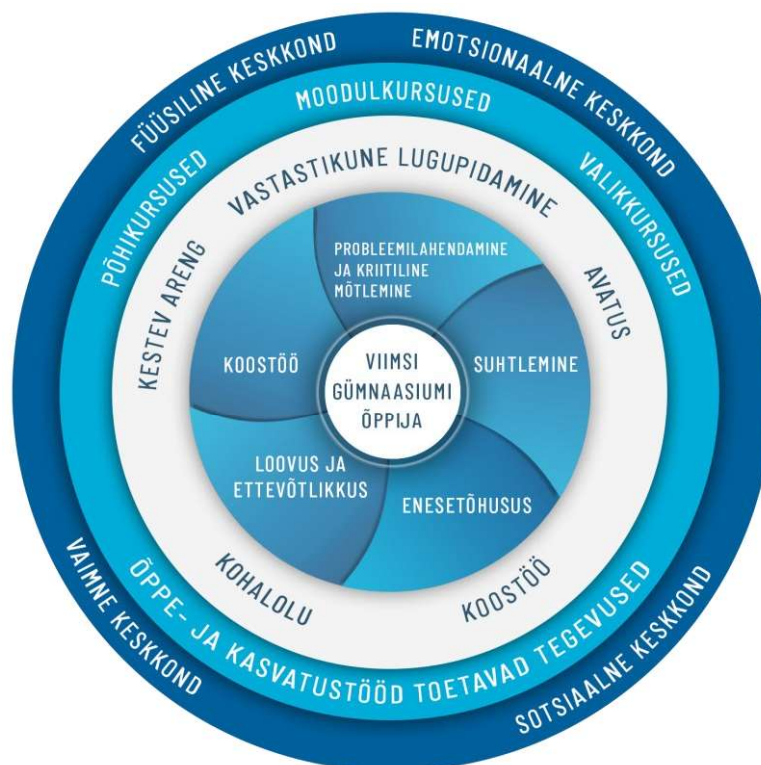 FÜÜSILINE KESKKOND
EMOTSIONAALNE KESKKOND
PÕHIKURSUSED
MOODULKURSUSED
VALIKKURSUSED
KESTEV ARENG
VASTASTIKUNE LUGUPIDAMINE
AVATUS
PROBLEEMILAHENDAMINE
JA KRIITILINE
MÕTLEMINE
KOOSTÖÖ
VIIMSI
GÜMNAASIUMI
ÕPPIJA
SUHTLEMINE
LOOVUS JA
ETTEVÕTLIKKUS
ENESETÕHUSUS
KOHALOLU
KOOSTÖÖ
ÕPPE- JA KASVATUSTÖÖD TOETAVAD TEGEVUSED
VAIMNE KESKKOND
SOTSIAALNE KESKKOND